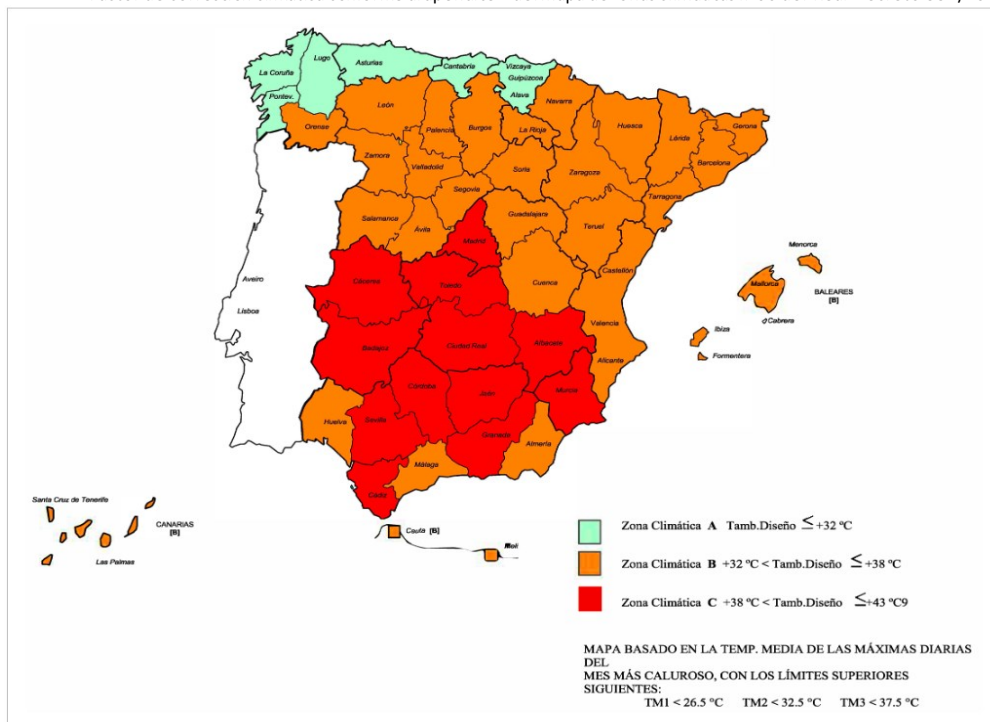 La Coruña
Lugo
Asturias
Cantabria
Vizcaya
Guipúzcoa
Alava
Pontev.
Orense
León
Palencia
Burgos
La Rioja
Navarra
Huesca
Lérida
Gerona
Barcelona
Zamora
Valladolid
Soria
Zaragoza
Tarragona
Segovia
Salamanca
Ávila
Guadalajara
Teruel
Madrid
Castellón
Menorca
Mallorca
BALEARES
[B]
Cabrera
Cáceres
Toledo
Cuenca
Aveiro
Lisboa
Valencia
Ibiza
Formentera
Badajoz
Ciudad Real
Albacete
Alicante
Córdoba
Jaén
Murcia
Huelva
Sevilla
Granada
Almería
Málaga
Cádiz
Santa Cruz de Tenerife
CANARIAS
[B]
Las Palmas
Ceuta [B]
Zona Climática A Tamb.Diseño ≤+32 ºC
Zona Climática B +32 ºC < Tamb.Diseño ≤+38 ºC
Zona Climática C +38 ºC < Tamb.Diseño ≤+43 ºC9
MAPA BASADO EN LA TEMP. MEDIA DE LAS MÁXIMAS DIARIAS
DEL
MES MÁS CALUROSO, CON LOS LÍMITES SUPERIORES
SIGUIENTES:
TM1 < 26.5 ºC TM2 < 32.5 ºC TM3 < 37.5 ºC